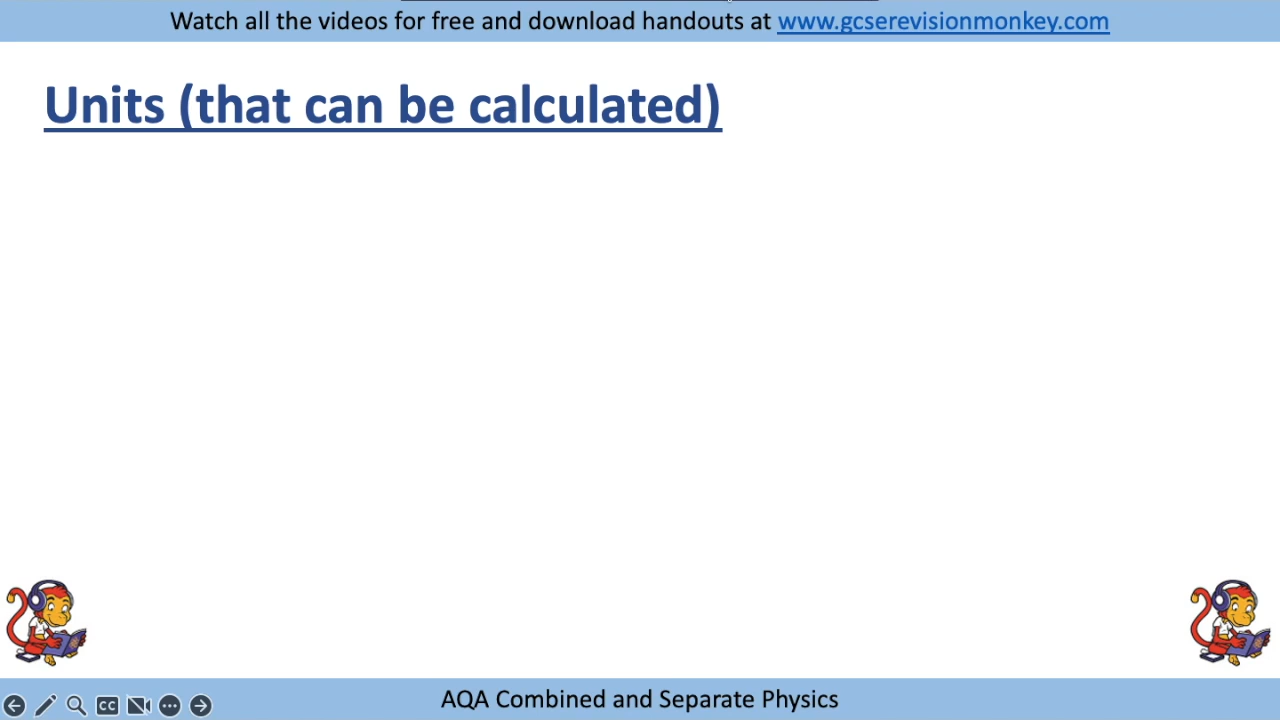 Watch all the videos for free and download handouts at www.gcserevisionmonkey.com
Units (that can be calculated)
CC
AQA Combined and Separate Physics